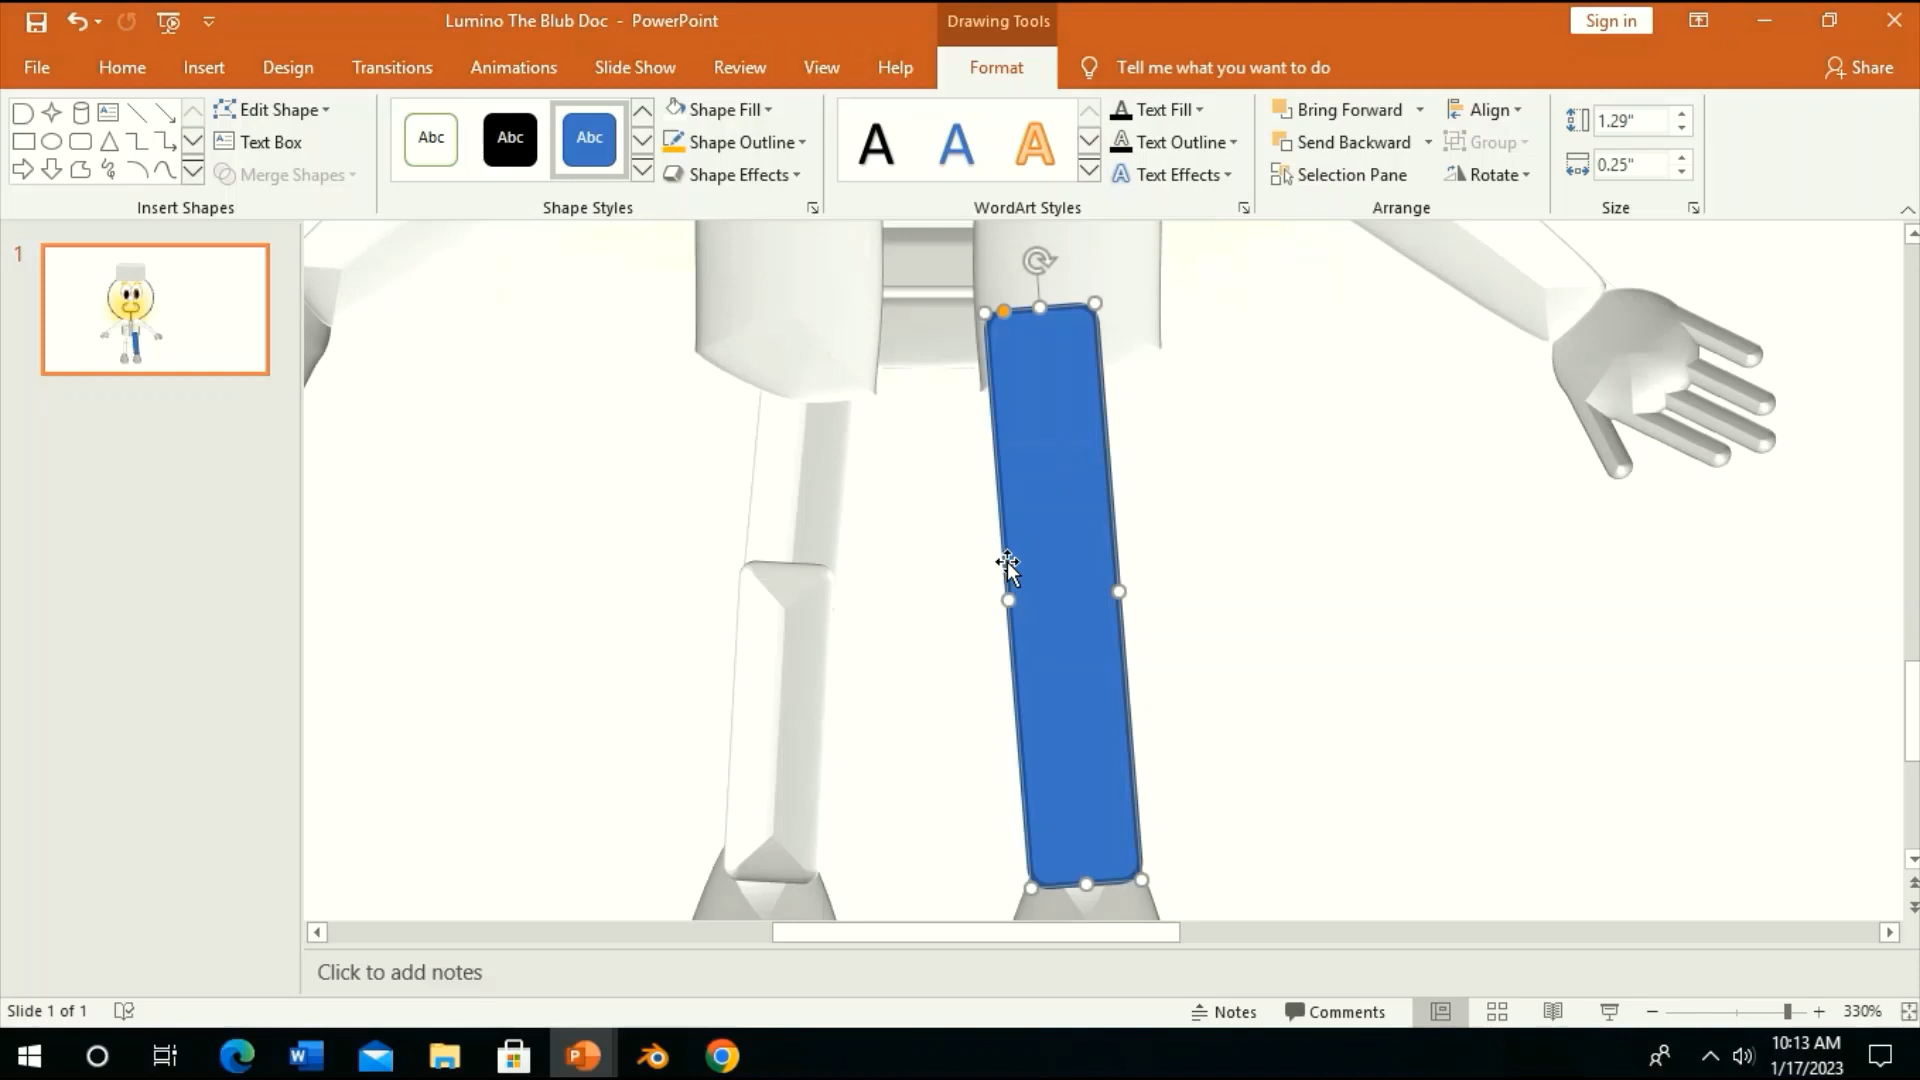 Lumino The Blub Doc - PowerPoint
Drawing Tools
Sign in
File
Home
Insert
Design
Transitions
Animations
Slide Show
Review
View
Help
Format
Tell me what you want to do
Share
Edit Shape
Text Box
Merge Shapes
Insert Shapes
Abc
Abc
Abc
Shape Fill
Shape Outline
Shape Effects
Shape Styles
A
A
A
Text Fill
Text Outline
Text Effects
WordArt Styles
Bring Forward
Send Backward
Selection Pane
Align
Group
Rotate
Arrange
1.29"
0.25"
Size
1
Click to add notes
Slide 1 of 1
Notes
Comments
330%
10:13 AM
1/17/2023